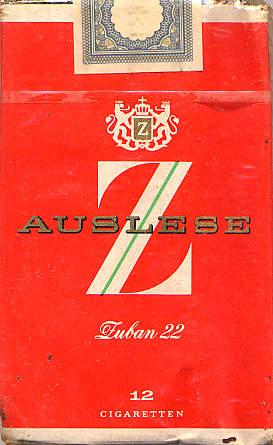 Z
AUSLESE
Z
Zuban 22
12
CIGARETTEN